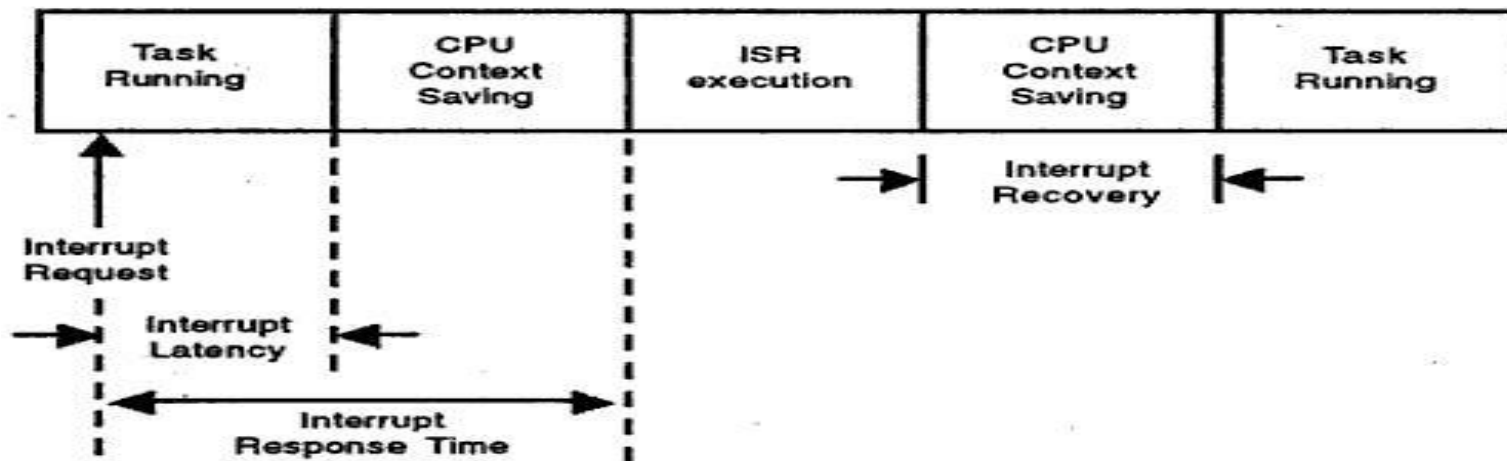 Task
Running
CPU
Context
Saving
ISR
execution
CPU
Context
Saving
Task
Running
Interrupt
Recovery
Interrupt
Request
Interrupt
Latency
Interrupt
Response Time